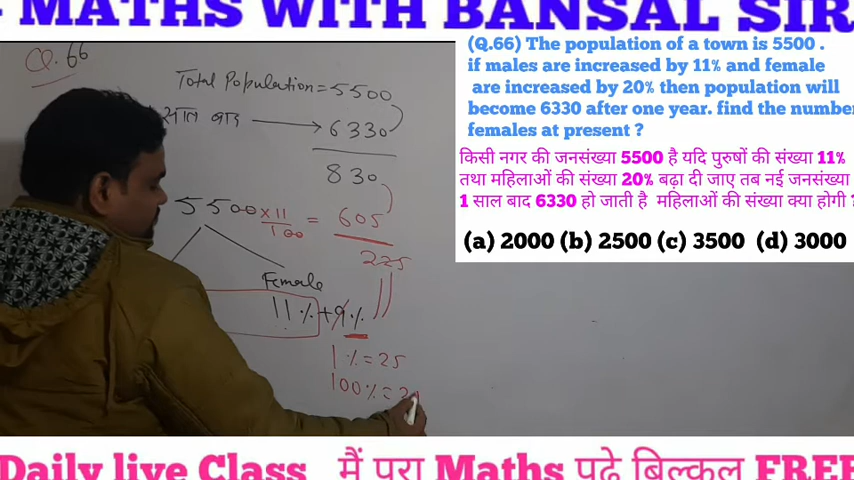 - MATHS WITH BANSAL SIR
Q.66
Total Population = 5500
साल बाद → 6330
830
5500 × 11/100 = 605
225
Female
11% + 9%
1% = 25
100% =
(Q.66) The population of a town is 5500 .
if males are increased by 11% and female
are increased by 20% then population will
become 6330 after one year. find the number
females at present ?
किसी नगर की जनसंख्या 5500 है यदि पुरुषों की संख्या 11%
तथा महिलाओं की संख्या 20% बढ़ा दी जाए तब नई जनसंख्या
1 साल बाद 6330 हो जाती है महिलाओं की संख्या क्या होगी ?
(a) 2000 (b) 2500 (c) 3500 (d) 3000
Daily live Class में पूरा Maths पढ़े बिल्कुल FREE